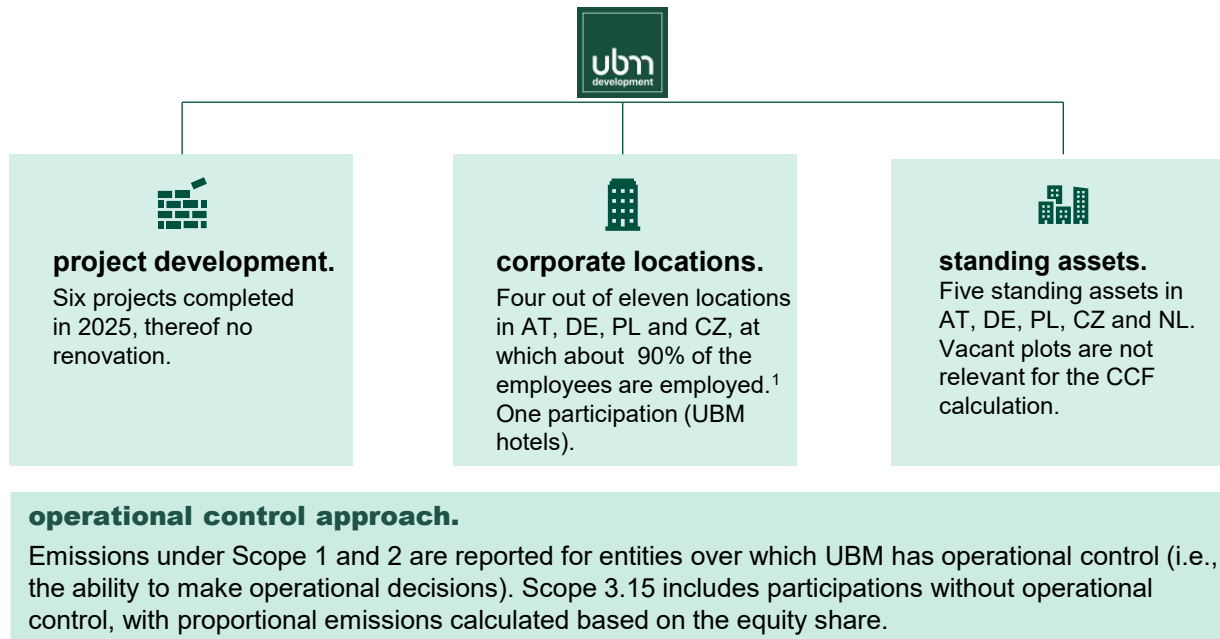 ubm
development
project development.
Six projects completed
in 2025, thereof no
renovation.
corporate locations.
Four out of eleven locations
in AT, DE, PL and CZ, at
which about  90% of the
employees are employed.¹
One participation (UBM
hotels).
standing assets.
Five standing assets in
AT, DE, PL, CZ and NL.
Vacant plots are not
relevant for the CCF
calculation.
operational control approach.
Emissions under Scope 1 and 2 are reported for entities over which UBM has operational control (i.e.,
the ability to make operational decisions). Scope 3.15 includes participations without operational
control, with proportional emissions calculated based on the equity share.